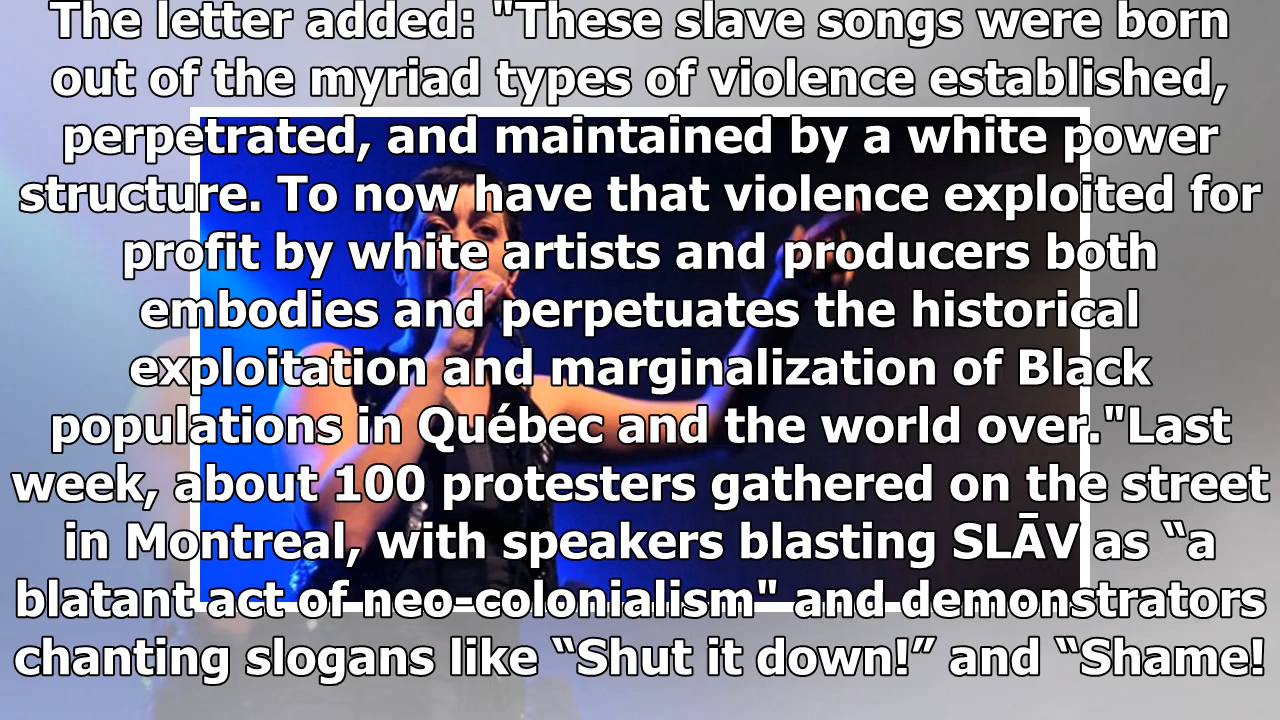 The letter added: "These slave songs were born
out of the myriad types of violence established,
perpetrated, and maintained by a white power
structure. To now have that violence exploited for
profit by white artists and producers both
embodies and perpetuates the historical
exploitation and marginalization of Black
populations in Québec and the world over."Last
week, about 100 protesters gathered on the street
in Montreal, with speakers blasting SLĀV as “a
blatant act of neo-colonialism" and demonstrators
chanting slogans like “Shut it down!” and “Shame!